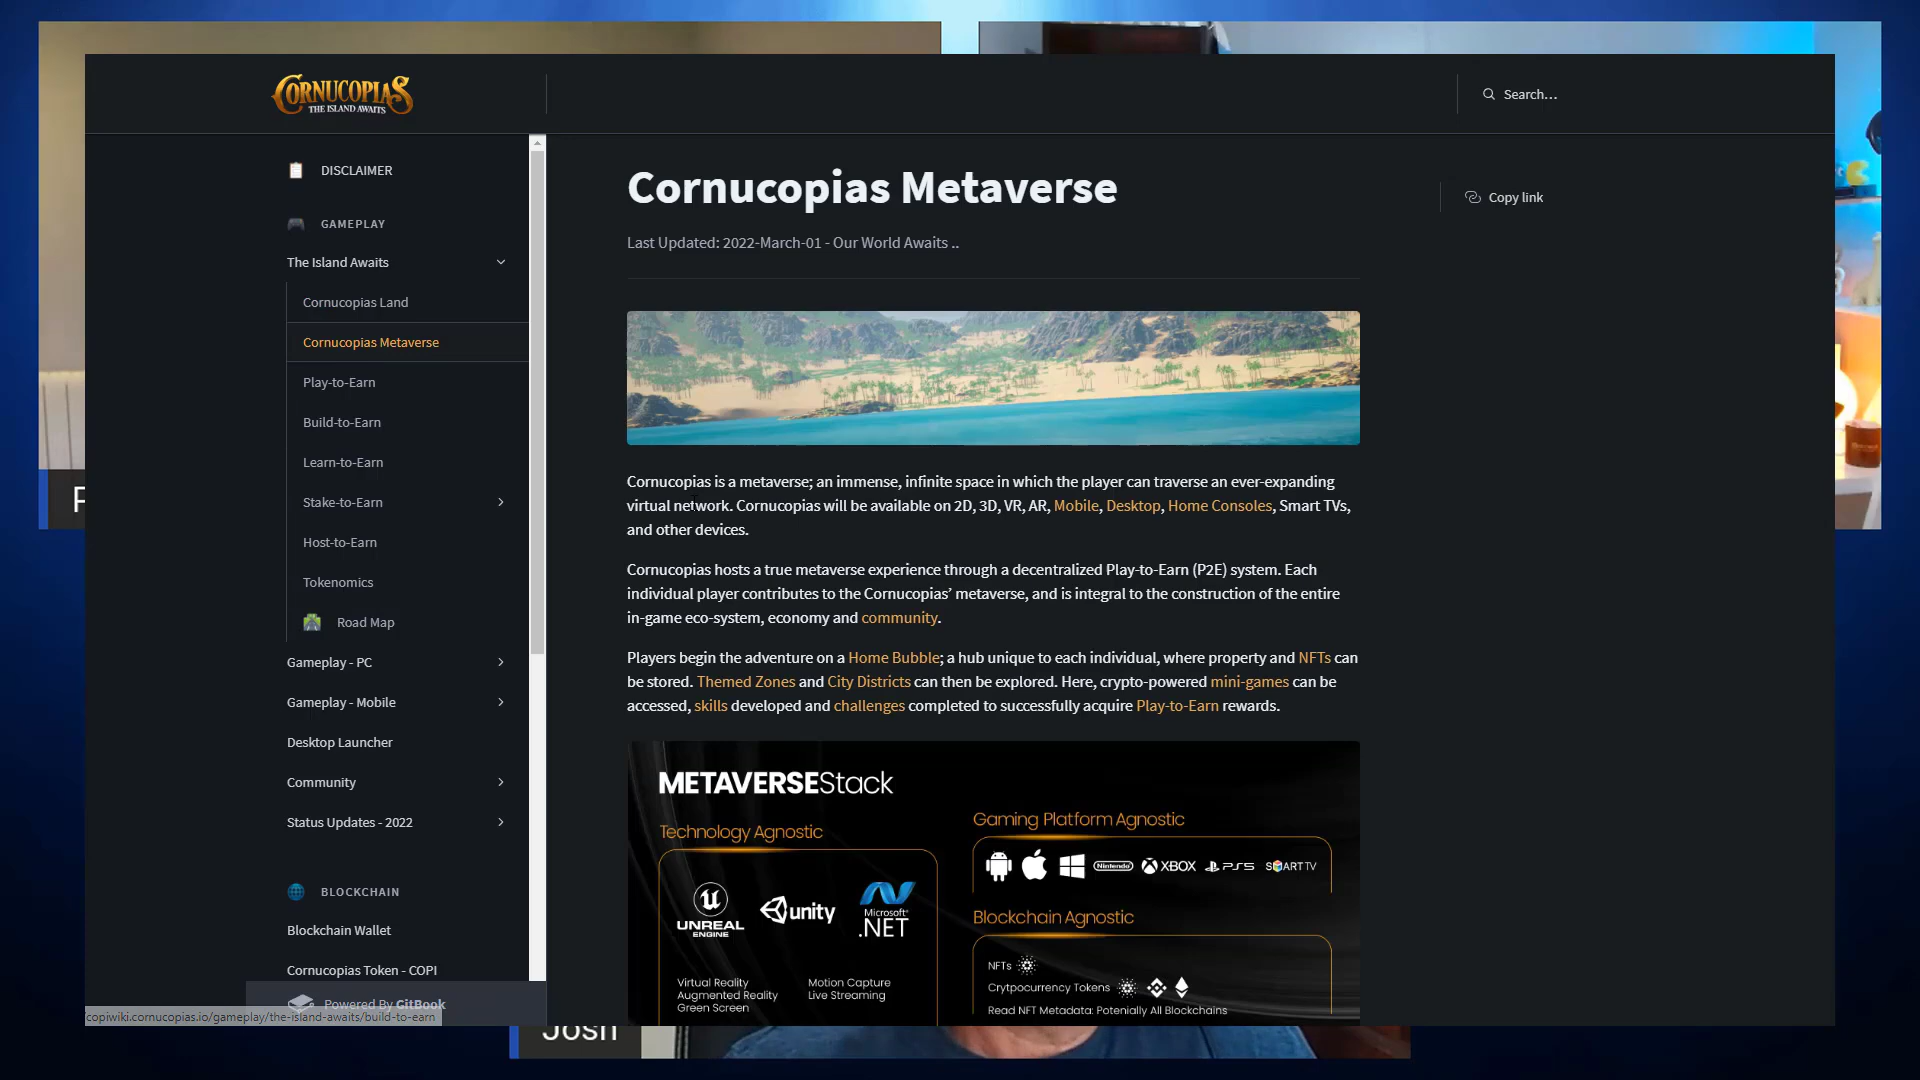 CORNUCOPIAS
THE ISLAND AWAITS
Search...
DISCLAIMER
GAMEPLAY
The Island Awaits
Cornucopias Land
Cornucopias Metaverse
Play-to-Earn
Build-to-Earn
Learn-to-Earn
Stake-to-Earn
Host-to-Earn
Tokenomics
Road Map
Gameplay - PC
Gameplay - Mobile
Desktop Launcher
Community
Status Updates - 2022
BLOCKCHAIN
Blockchain Wallet
Cornucopias Token - COPI
Powered By GitBook
copiwiki.cornucopias.io/gameplay/the-island-awaits/build-to-earn
Cornucopias Metaverse
Last Updated: 2022-March-01 - Our World Awaits ..
Copy link
Cornucopias is a metaverse; an immense, infinite space in which the player can traverse an ever-expanding
virtual network. Cornucopias will be available on 2D, 3D, VR, AR, Mobile, Desktop, Home Consoles, Smart TVs,
and other devices.
Cornucopias hosts a true metaverse experience through a decentralized Play-to-Earn (P2E) system. Each
individual player contributes to the Cornucopias’ metaverse, and is integral to the construction of the entire
in-game eco-system, economy and community.
Players begin the adventure on a Home Bubble; a hub unique to each individual, where property and NFTs can
be stored. Themed Zones and City Districts can then be explored. Here, crypto-powered mini-games can be
accessed, skills developed and challenges completed to successfully acquire Play-to-Earn rewards.
METAVERSEStack
Technology Agnostic
UNREAL
ENGINE
unity
Microsoft
.NET
Virtual Reality
Augmented Reality
Green Screen
Motion Capture
Live Streaming
Gaming Platform Agnostic
Nintendo
XBOX
PS5
SMART TV
Blockchain Agnostic
NFTs
Crytpocurrency Tokens
Read NFT Metadata: Potenially All Blockchains
Josh